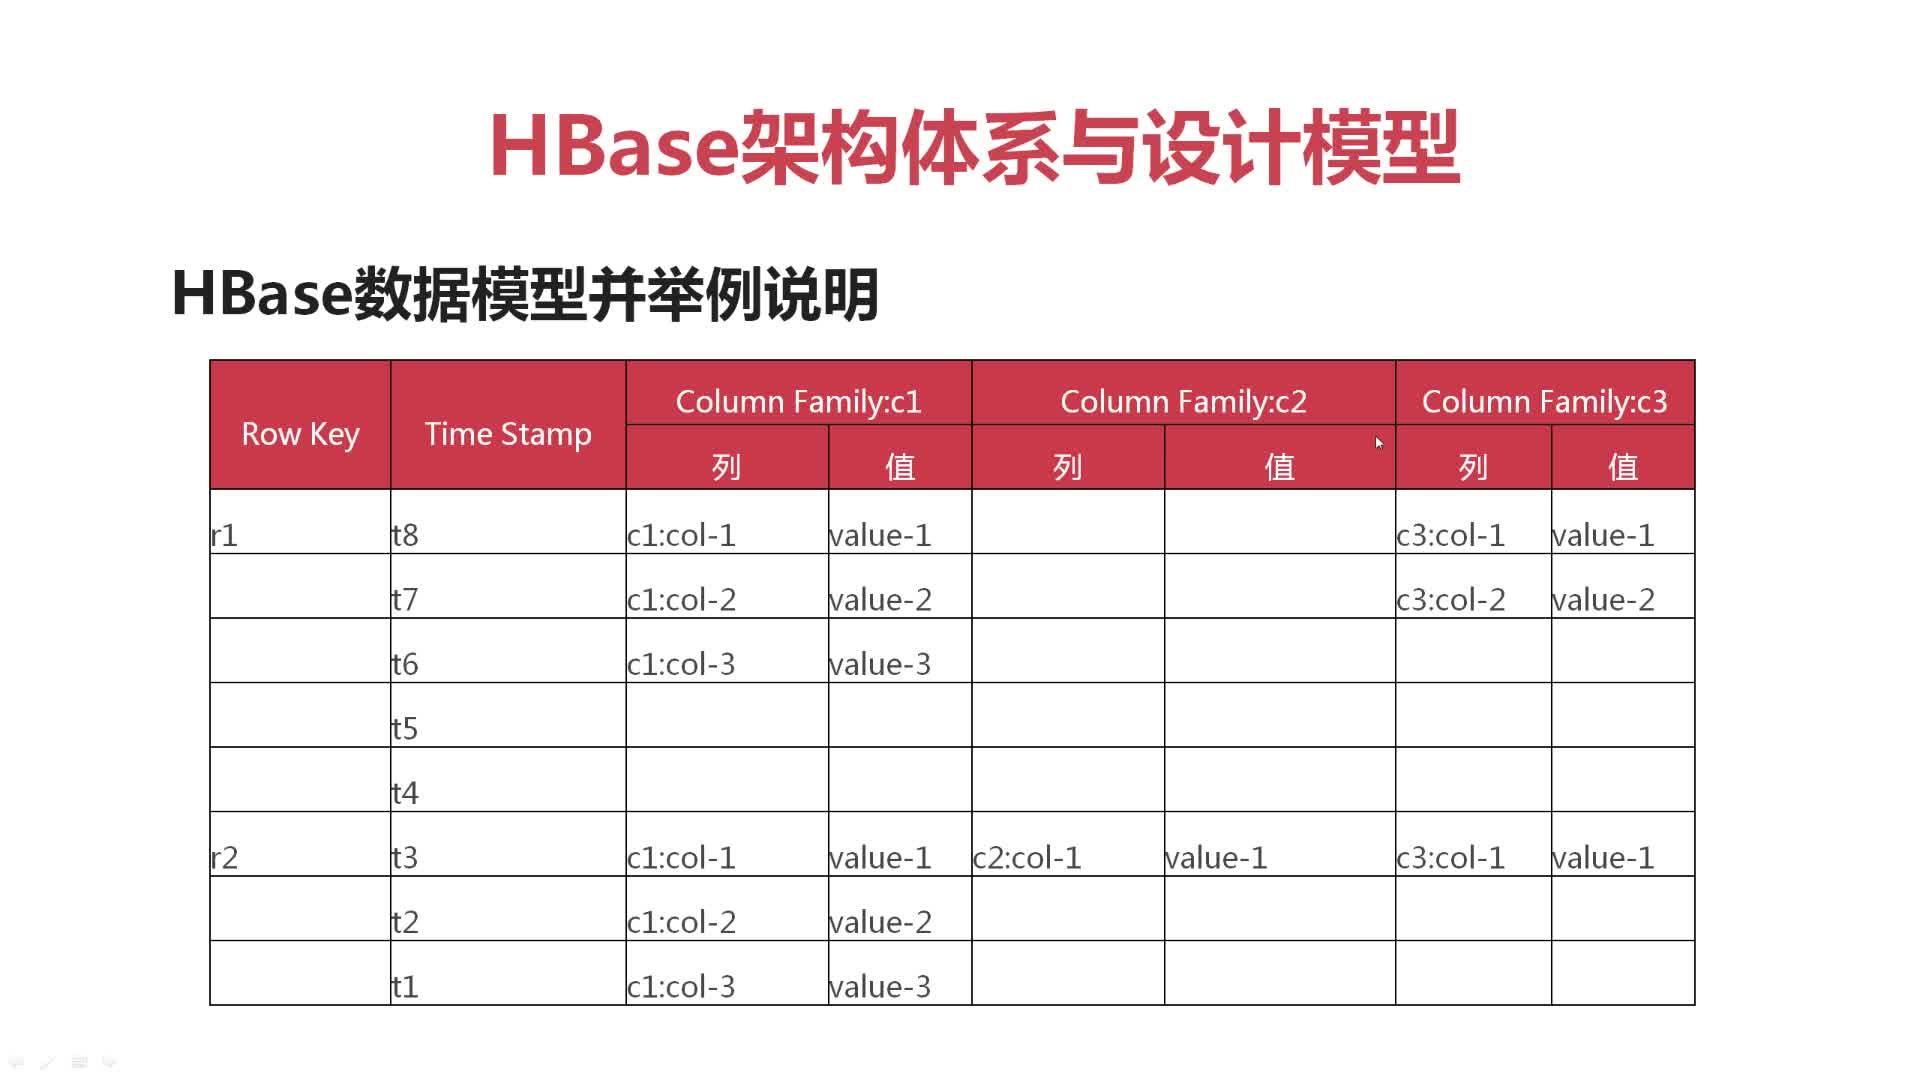 HBase架构体系与设计模型
HBase数据模型并举例说明
Row Key Time Stamp Column Family:c1 Column Family:c2 Column Family:c3
列 值 列 值 列 值
r1 t8 c1:col-1 value-1 c3:col-1 value-1
t7 c1:col-2 value-2 c3:col-2 value-2
t6 c1:col-3 value-3
t5
t4
r2 t3 c1:col-1 value-1 c2:col-1 value-1 c3:col-1 value-1
t2 c1:col-2 value-2
t1 c1:col-3 value-3